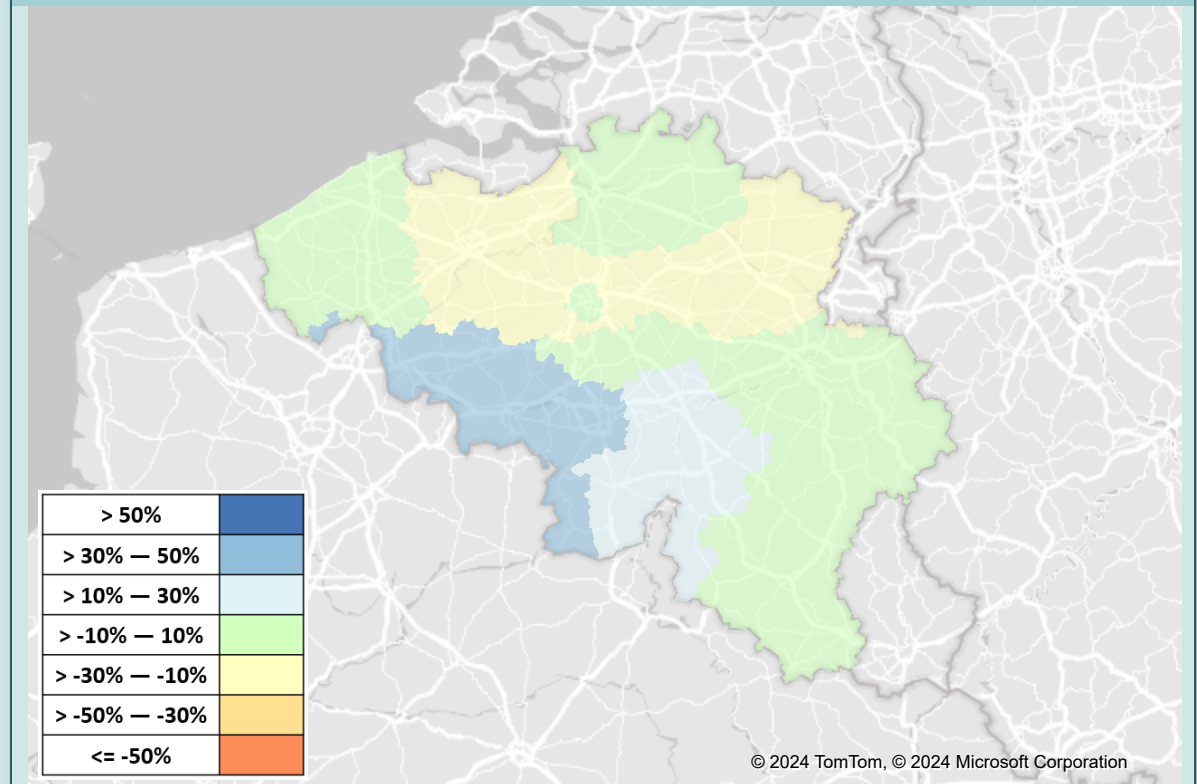 > 50%
> 30% — 50%
> 10% — 30%
> -10% — 10%
> -30% — -10%
> -50% — -30%
<= -50%
© 2024 TomTom, © 2024 Microsoft Corporation